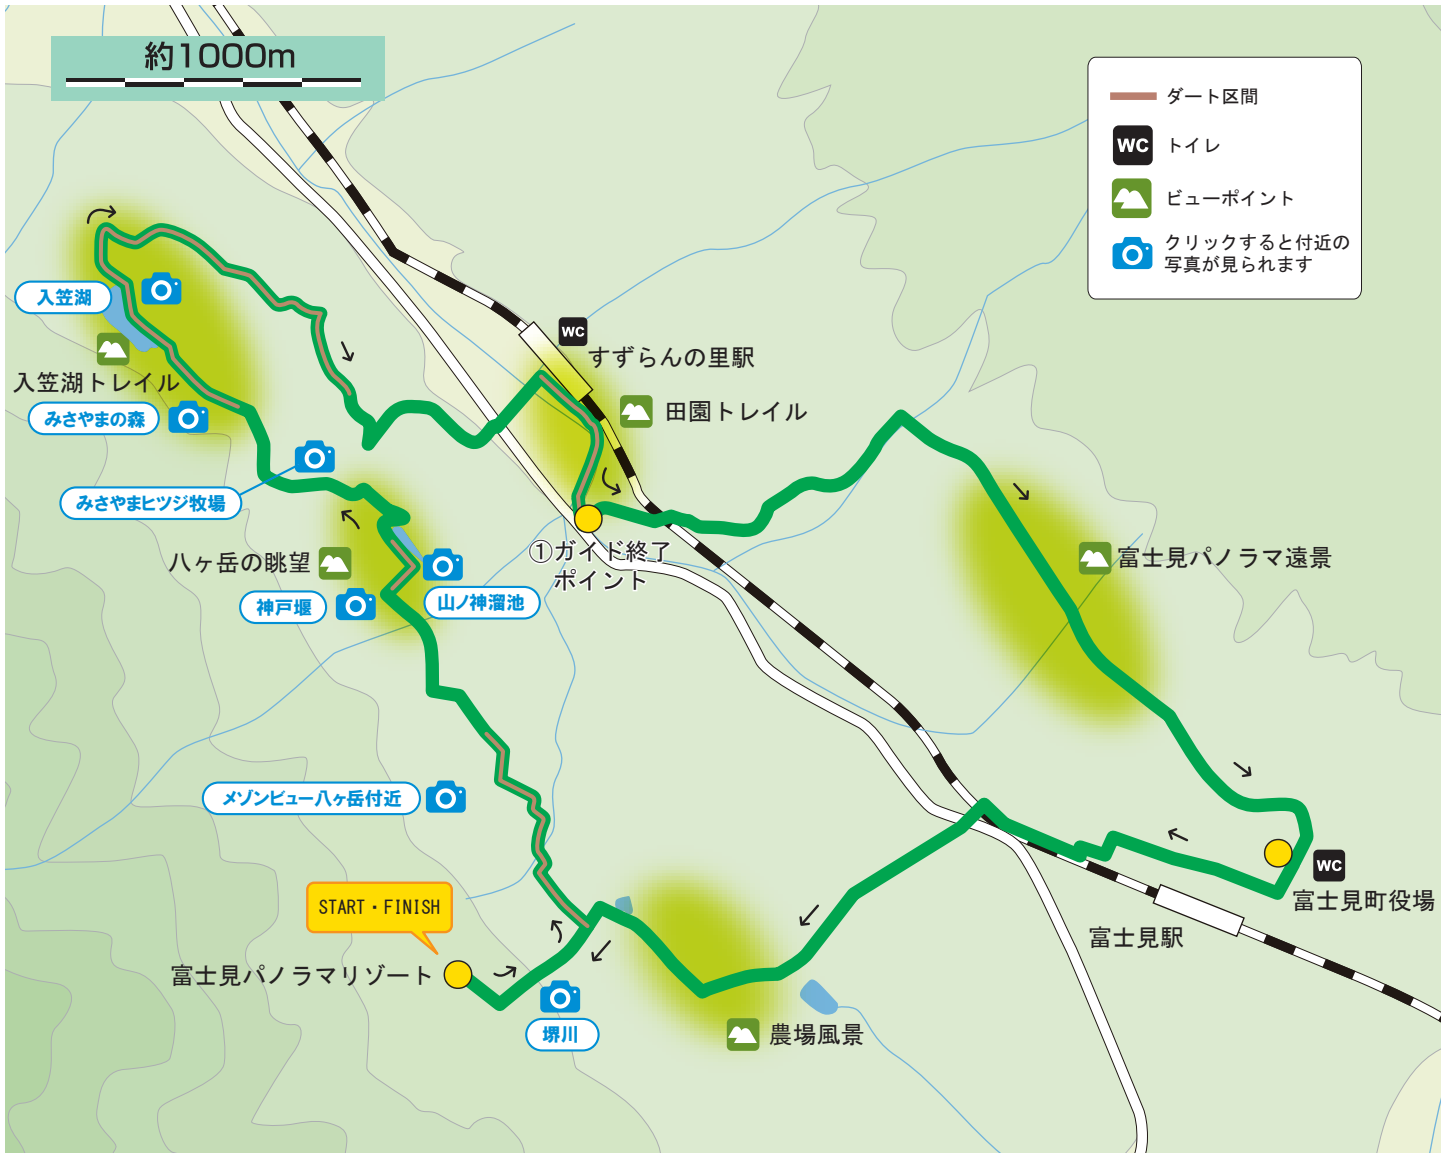 約1000m
ダート区間
WC
トイレ
ビューポイント
クリックすると付近の
写真が見られます
入笠湖
入笠湖トレイル
みさやまの森
みさやまヒツジ牧場
WC
すずらんの里駅
田園トレイル
①ガイド終了
ポイント
八ヶ岳の眺望
神戸堰
山ノ神溜池
富士見パノラマ遠景
メゾンビュー八ヶ岳付近
START・FINISH
富士見パノラマリゾート
堺川
農場風景
WC
富士見町役場
富士見駅